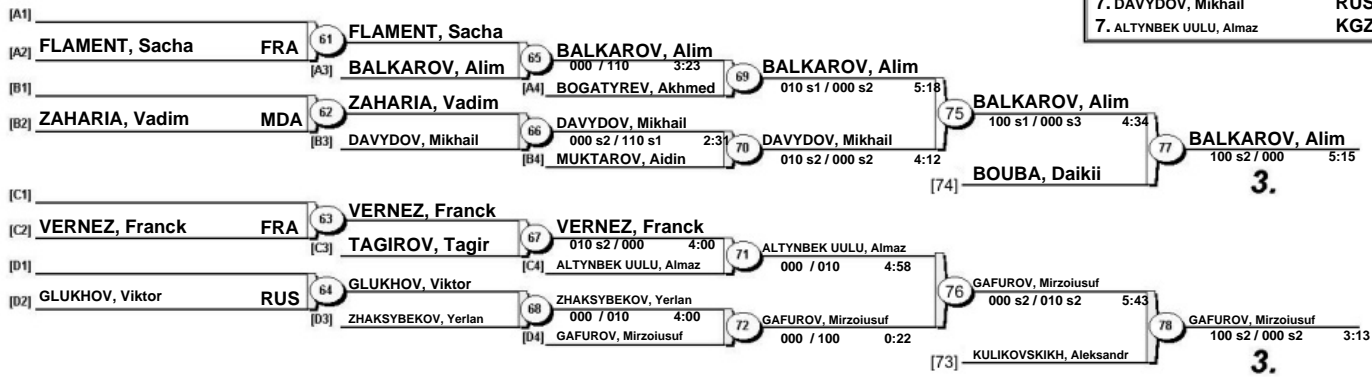 7. DAVYDOV, Mikhail RUS
7. ALTYNBEK UULU, Almaz KGZ
[A1]
[A2] FLAMENT, Sacha FRA
61
FLAMENT, Sacha
[A3] BALKAROV, Alim
65
BALKAROV, Alim
000 / 110 3:23
[A4] BOGATYREV, Akhmed
69
BALKAROV, Alim
010 s1 / 000 s2 5:18
[B1]
[B2] ZAHARIA, Vadim MDA
62
ZAHARIA, Vadim
[B3] DAVYDOV, Mikhail
66
DAVYDOV, Mikhail
000 s2 / 110 s1 2:31
[B4] MUKTAROV, Aidin
70
DAVYDOV, Mikhail
010 s2 / 000 s2 4:12
75
BALKAROV, Alim
100 s1 / 000 s3 4:34
[74] BOUBA, Daikii
77
BALKAROV, Alim
100 s2 / 000 5:15
3.
[C1]
[C2] VERNEZ, Franck FRA
63
VERNEZ, Franck
[C3] TAGIROV, Tagir
67
VERNEZ, Franck
010 s2 / 000 4:00
[C4] ALTYNBEK UULU, Almaz
71
ALTYNBEK UULU, Almaz
000 / 010 4:58
[D1]
[D2] GLUKHOV, Viktor RUS
64
GLUKHOV, Viktor
[D3] ZHAKSYBEKOV, Yerlan
68
ZHAKSYBEKOV, Yerlan
000 / 010 4:00
[D4] GAFUROV, Mirzoiusuf
72
GAFUROV, Mirzoiusuf
000 / 100 0:22
76
GAFUROV, Mirzoiusuf
000 s2 / 010 s2 5:43
[73] KULIKOVSKIKH, Aleksandr
78
GAFUROV, Mirzoiusuf
100 s2 / 000 s2 3:13
3.